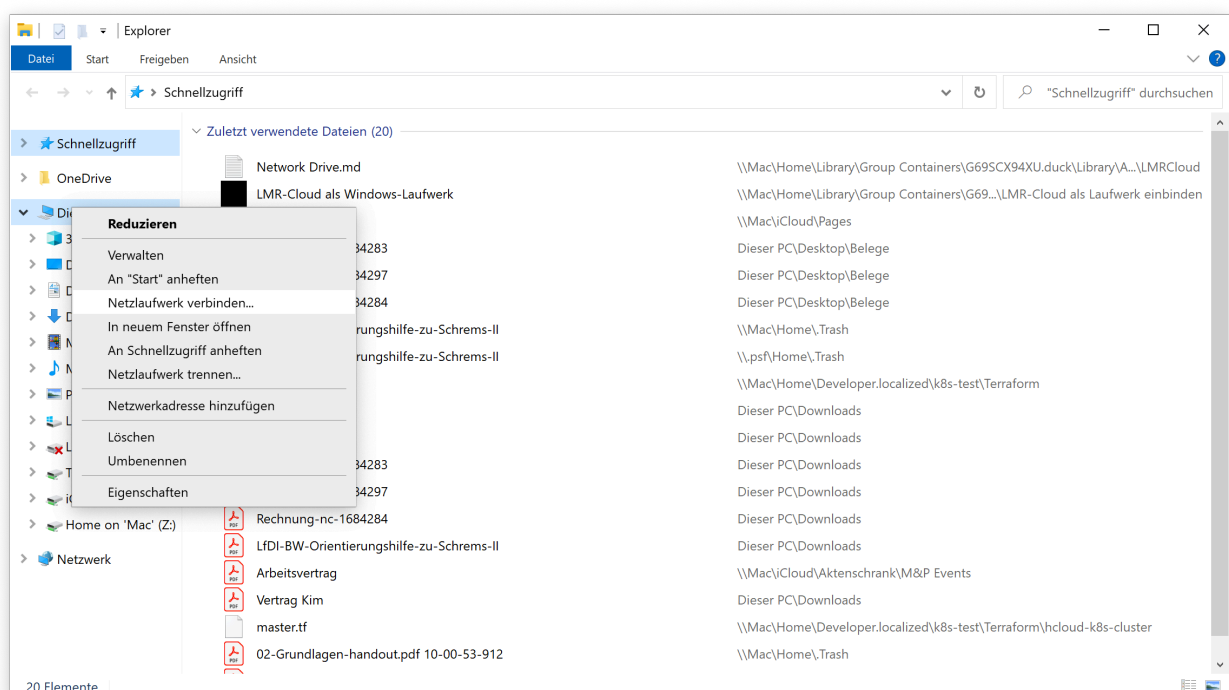 Explorer
Datei Start Freigeben Ansicht
Schnellzugriff "Schnellzugriff" durchsuchen
Schnellzugriff
OneDrive
Home on 'Mac' (Z:)
Netzwerk
Reduzieren
Verwalten
An "Start" anheften
Netzlaufwerk verbinden...
In neuem Fenster öffnen
An Schnellzugriff anheften
Netzlaufwerk trennen...
Netzwerkadresse hinzufügen
Löschen
Umbenennen
Eigenschaften
Zuletzt verwendete Dateien (20)
Network Drive.md \\Mac\Home\Library\Group Containers\G69SCX94XU.duck\Library\A...\LMRCloud
LMR-Cloud als Windows-Laufwerk \\Mac\Home\Library\Group Containers\G69...\LMR-Cloud als Laufwerk einbinden
\\Mac\iCloud\Pages
84283 Dieser PC\Desktop\Belege
84297 Dieser PC\Desktop\Belege
84284 Dieser PC\Desktop\Belege
rungshilfe-zu-Schrems-II \\Mac\Home\.Trash
rungshilfe-zu-Schrems-II \\.psf\Home\.Trash
\\Mac\Home\Developer.localized\k8s-test\Terraform
Dieser PC\Downloads
Dieser PC\Downloads
84283 Dieser PC\Downloads
84297 Dieser PC\Downloads
Rechnung-nc-1684284 Dieser PC\Downloads
LfDI-BW-Orientierungshilfe-zu-Schrems-II Dieser PC\Downloads
Arbeitsvertrag \\Mac\iCloud\Aktenschrank\M&P Events
Vertrag Kim Dieser PC\Downloads
master.tf \\Mac\Home\Developer.localized\k8s-test\Terraform\hcloud-k8s-cluster
02-Grundlagen-handout.pdf 10-00-53-912 \\Mac\Home\.Trash
20 Elemente